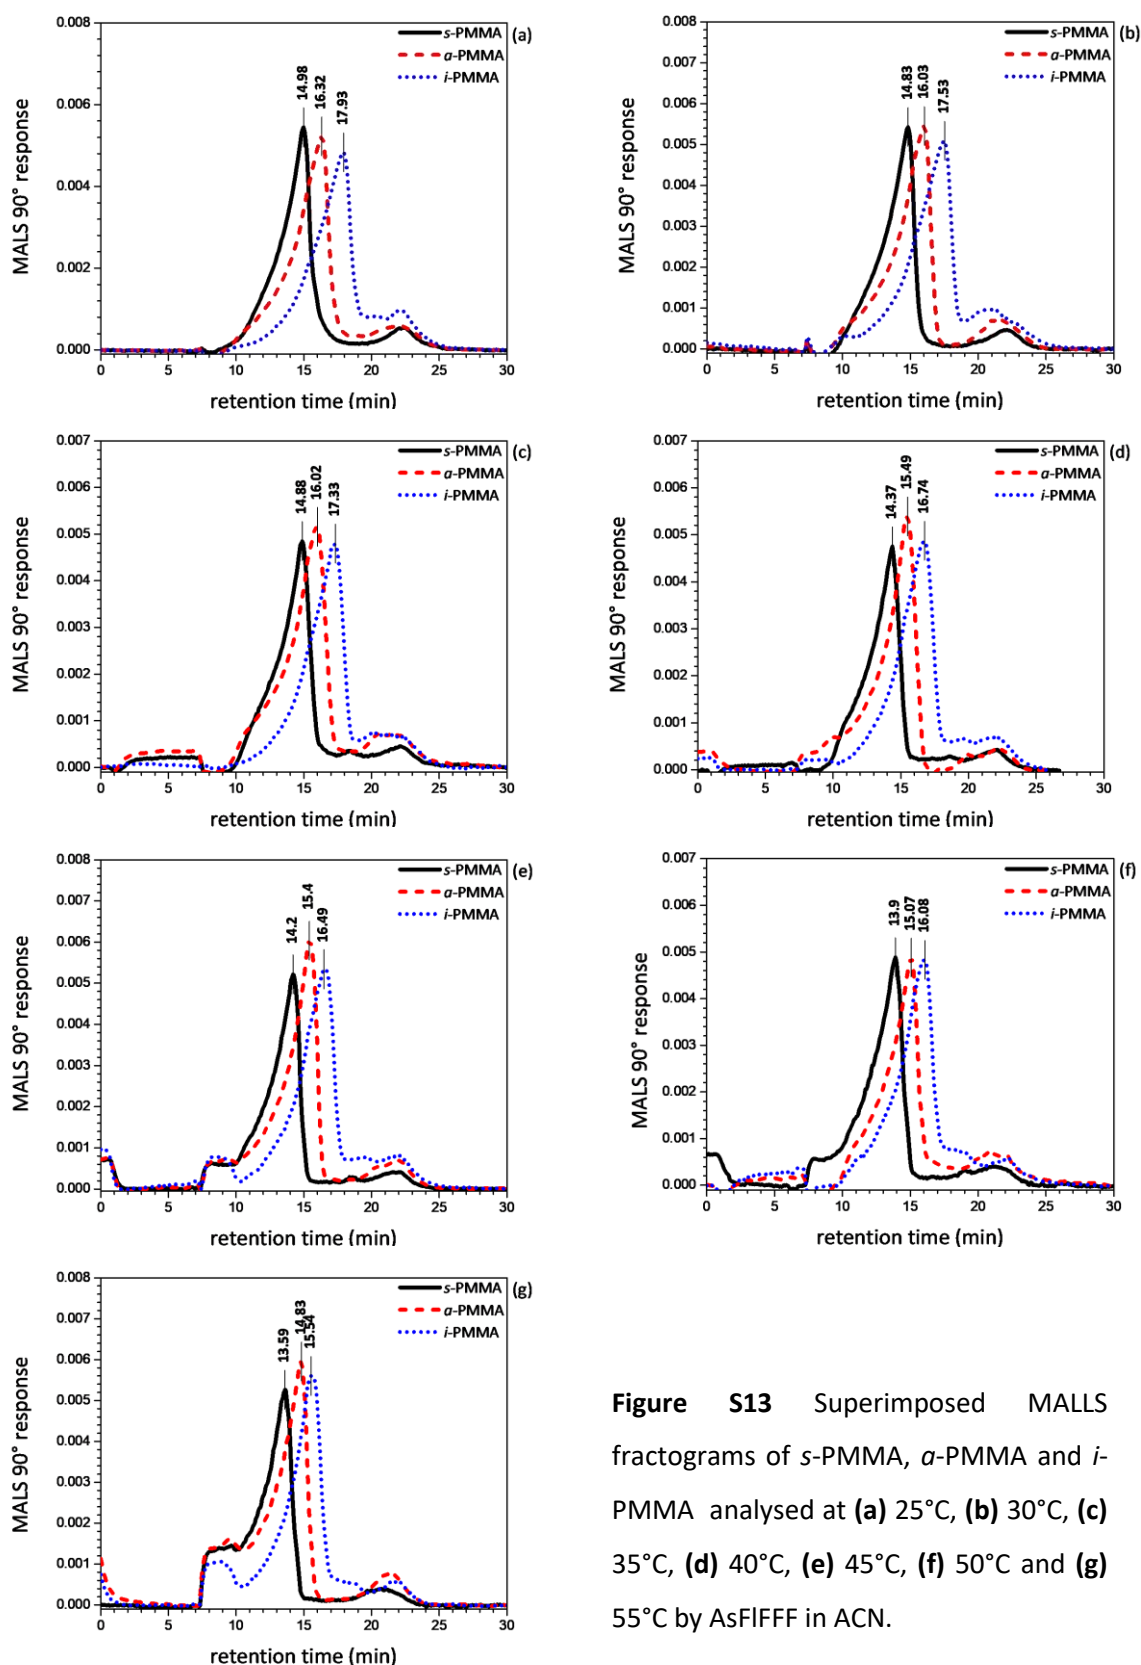 0.008
0.006
0.004
0.002
0.000
0
5
10
15
20
25
30
MALS 90° response
retention time (min)
s-PMMA
a-PMMA
i-PMMA
(a)
14.98
16.32
17.93
0.008
0.007
0.006
0.005
0.004
0.003
0.002
0.001
0.000
0
5
10
15
20
25
30
MALS 90° response
retention time (min)
s-PMMA
a-PMMA
i-PMMA
(b)
14.83
16.03
17.53
0.007
0.006
0.005
0.004
0.003
0.002
0.001
0.000
0
5
10
15
20
25
30
MALS 90° response
retention time (min)
s-PMMA
a-PMMA
i-PMMA
(c)
14.88
16.02
17.33
0.007
0.006
0.005
0.004
0.003
0.002
0.001
0.000
0
5
10
15
20
25
30
MALS 90° response
retention time (min)
s-PMMA
a-PMMA
i-PMMA
(d)
14.37
15.49
16.74
0.008
0.007
0.006
0.005
0.004
0.003
0.002
0.001
0.000
0
5
10
15
20
25
30
MALS 90° response
retention time (min)
s-PMMA
a-PMMA
i-PMMA
(e)
14.2
15.4
16.49
0.007
0.006
0.005
0.004
0.003
0.002
0.001
0.000
0
5
10
15
20
25
30
MALS 90° response
retention time (min)
s-PMMA
a-PMMA
i-PMMA
(f)
13.9
15.07
16.08
0.008
0.007
0.006
0.005
0.004
0.003
0.002
0.001
0.000
0
5
10
15
20
25
30
MALS 90° response
retention time (min)
s-PMMA
a-PMMA
i-PMMA
(g)
13.59
14.83
15.54
Figure S13 Superimposed MALLS
fractograms of s-PMMA, a-PMMA and i-
PMMA analysed at (a) 25°C, (b) 30°C, (c)
35°C, (d) 40°C, (e) 45°C, (f) 50°C and (g)
55°C by AsFlFFF in ACN.